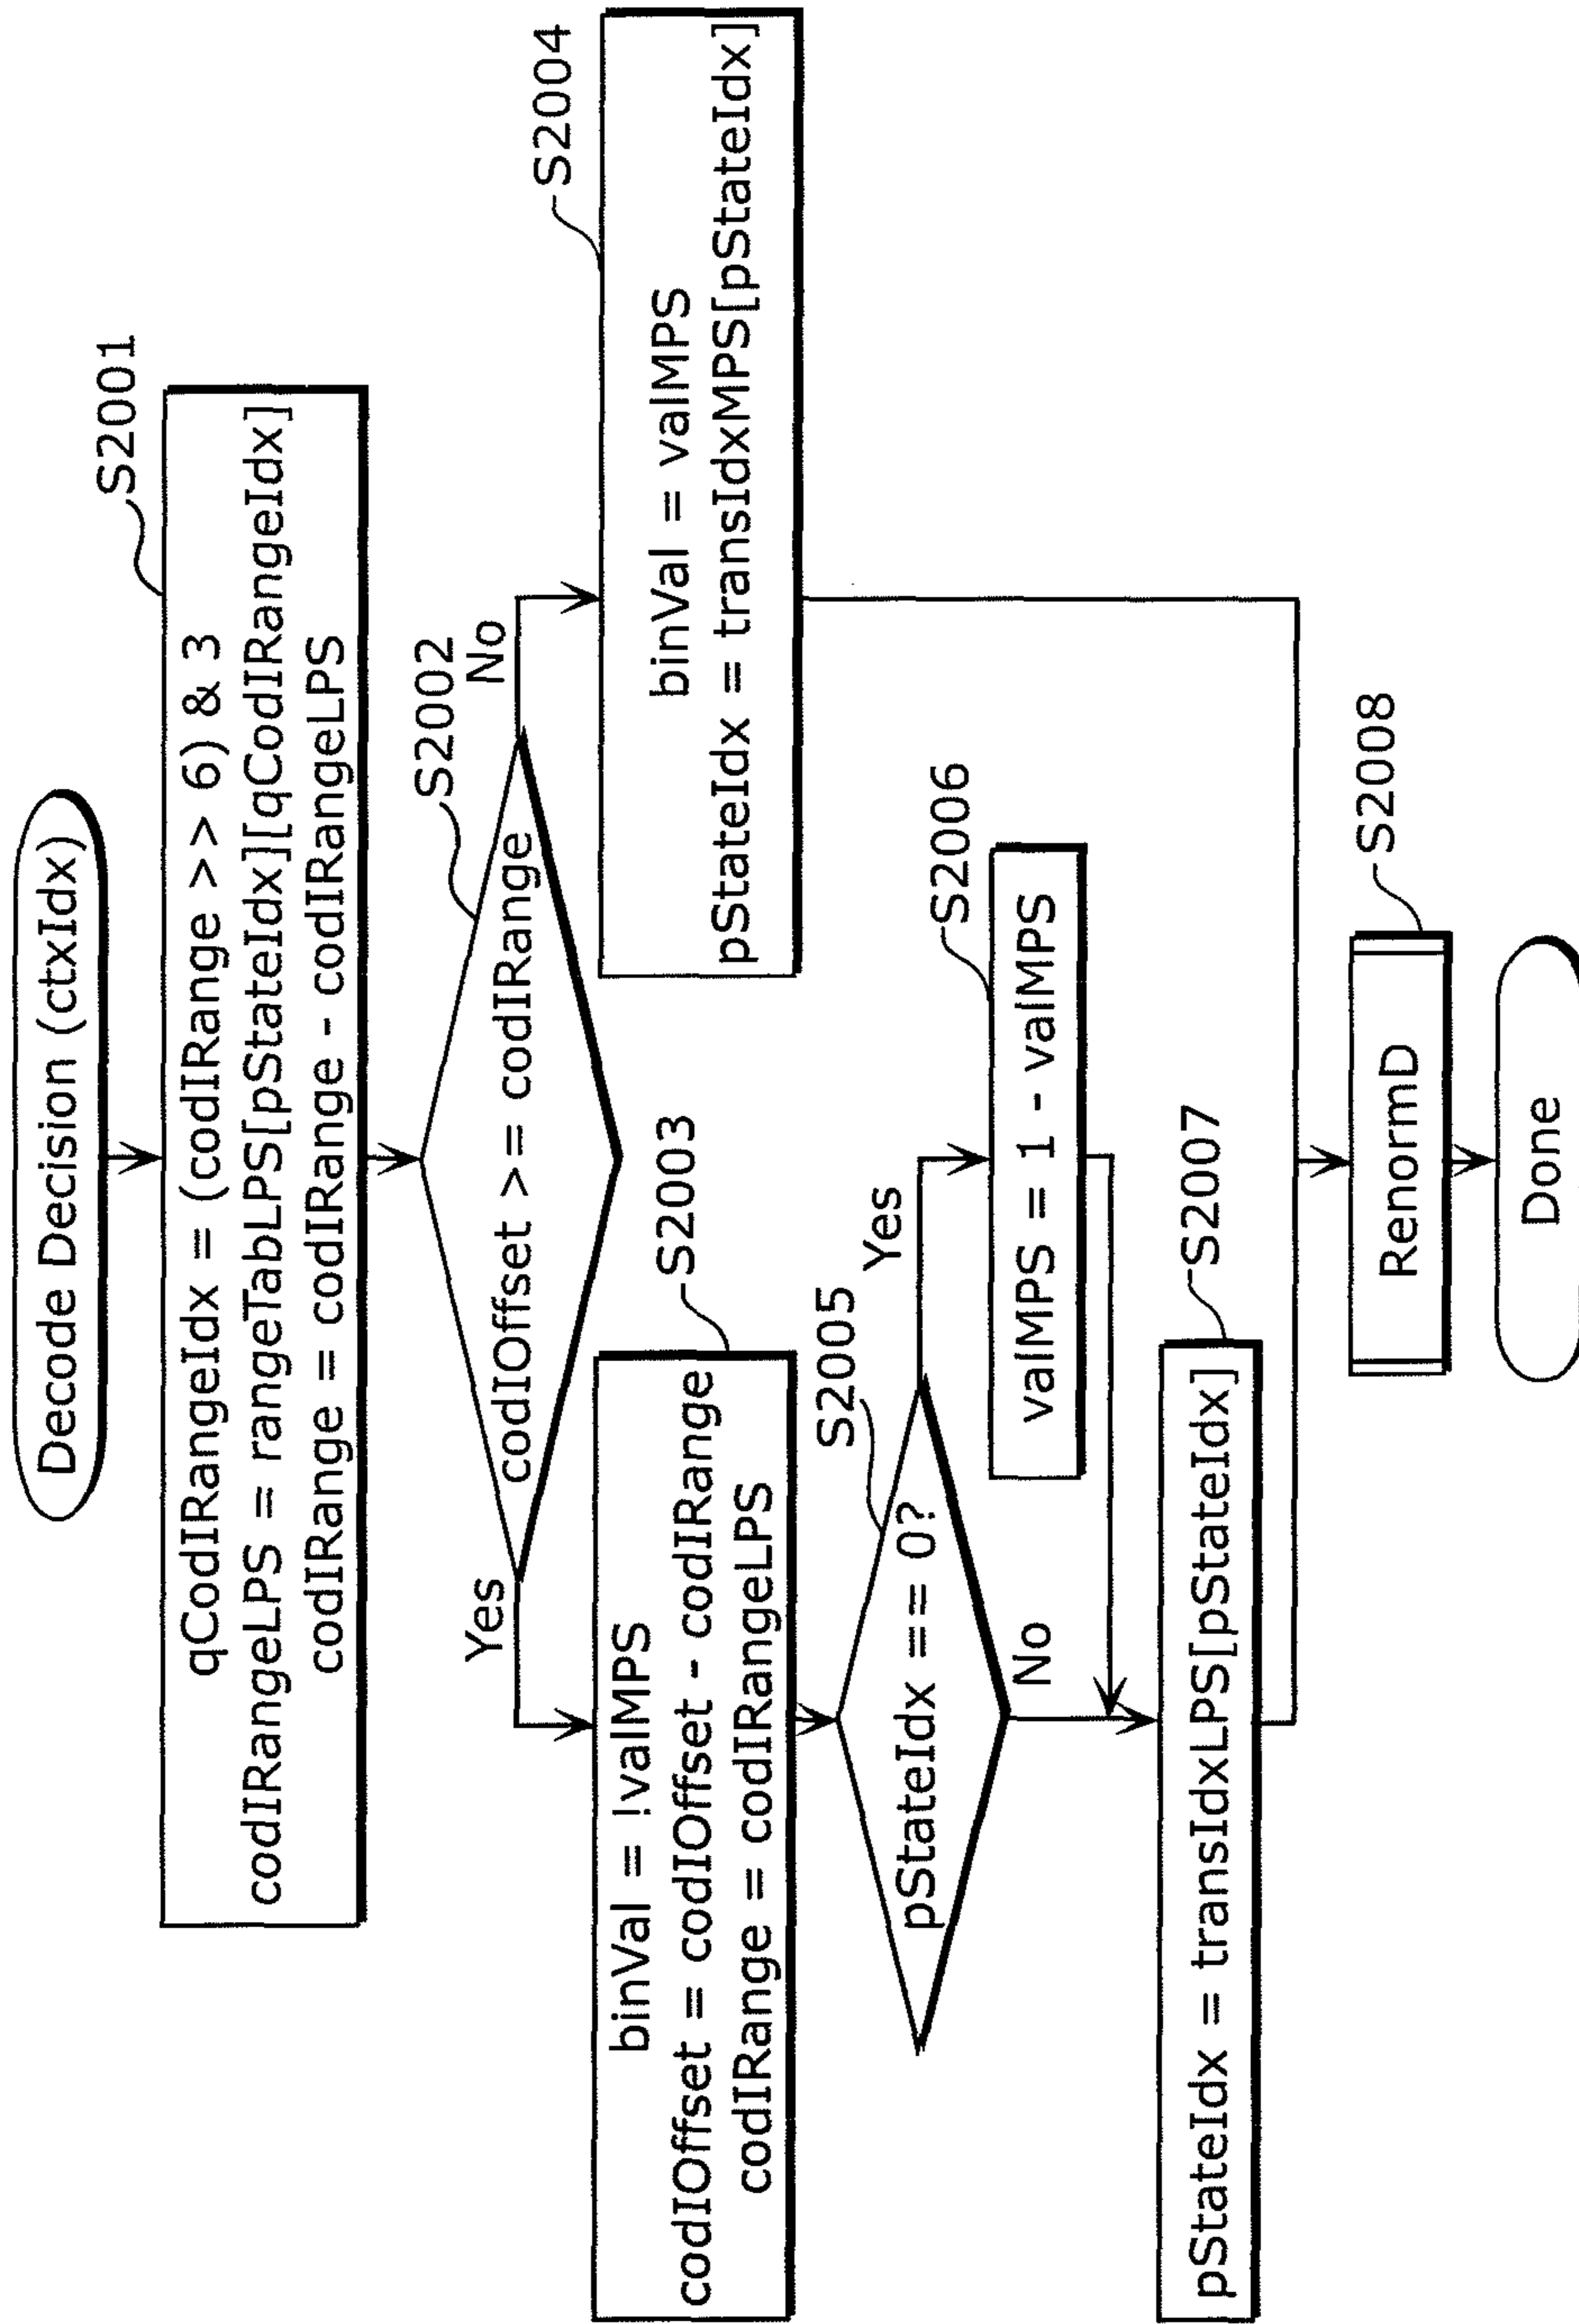 Decode Decision (ctxIdx)
S2001
qCodIRangeIdx = (codIRange >> 6) & 3
codIRangeLPS = rangeTabLPS[pStateIdx][qCodIRangeIdx]
codIRange = codIRange - codIRangeLPS
S2002
codIOffset >= codIRange
Yes
No
S2003
binVal = !valMPS
codIOffset = codIOffset - codIRange
codIRange = codIRangeLPS
S2004
binVal = valMPS
pStateIdx = transIdxMPS[pStateIdx]
S2005
pStateIdx == 0?
Yes
No
S2006
valMPS = 1 - valMPS
S2007
pStateIdx = transIdxLPS[pStateIdx]
S2008
RenormD
Done